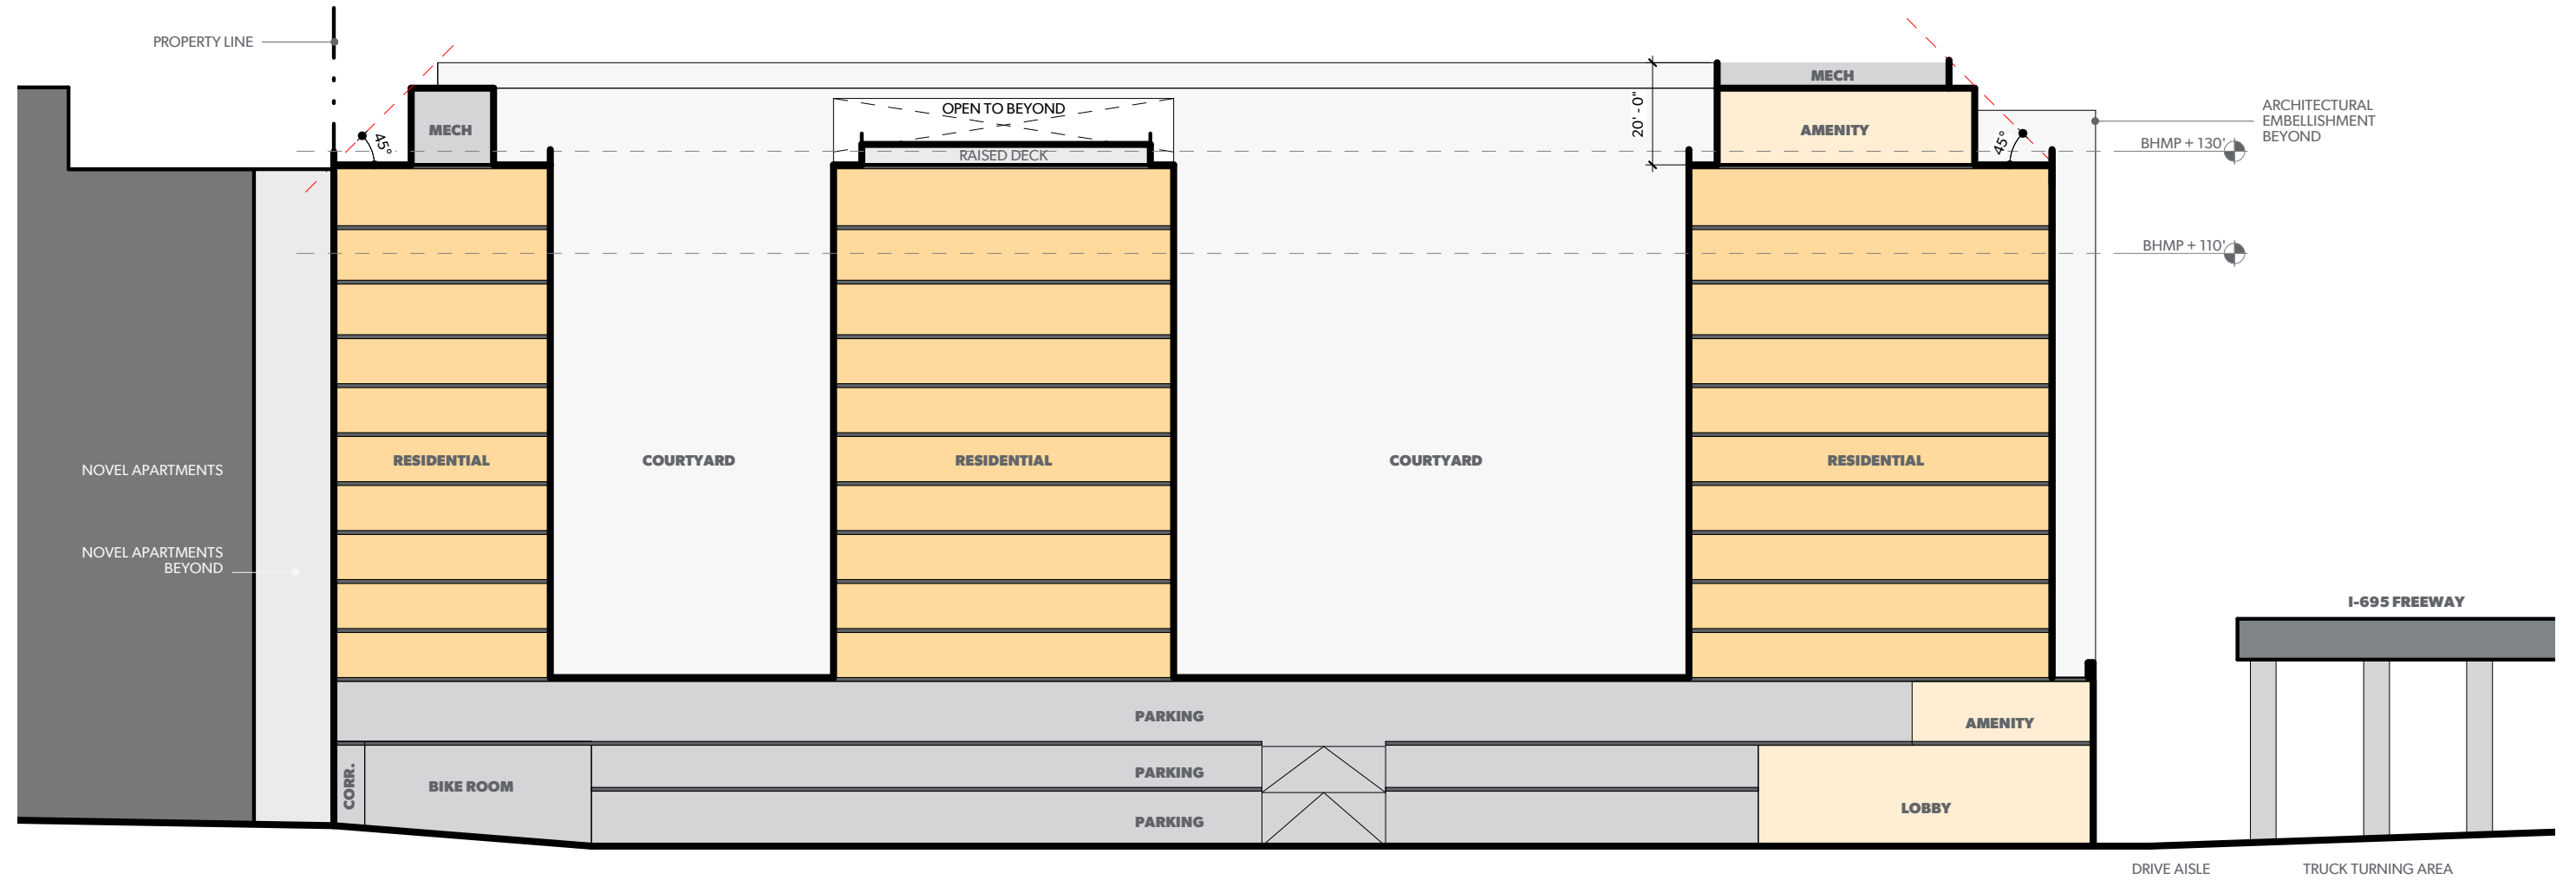 PROPERTY LINE
MECH
OPEN TO BEYOND
MECH
ARCHITECTURAL
EMBELLISHMENT
BEYOND
20' - 0"
AMENITY
MECH
45°
45°
BHMP + 130'
RAISED DECK
BHMP + 110'
NOVEL APARTMENTS
RESIDENTIAL
COURTYARD
RESIDENTIAL
COURTYARD
RESIDENTIAL
NOVEL APARTMENTS
BEYOND
I-695 FREEWAY
PARKING
AMENITY
CORR.
BIKE ROOM
PARKING
LOBBY
PARKING
DRIVE AISLE
TRUCK TURNING AREA